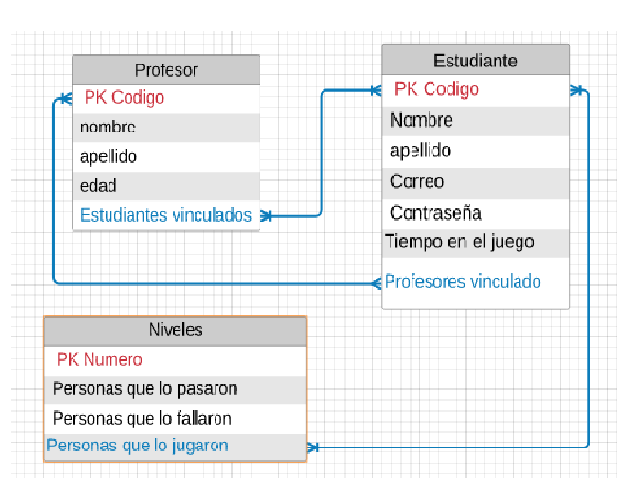 Profesor
PK Codigo
nombre
apellido
edad
Estudiantes vinculados
Estudiante
PK Codigo
Nombre
apellido
Correo
Contraseña
Tiempo en el juego
Profesores vinculado
Niveles
PK Numero
Personas que lo pasaron
Personas que lo fallaron
Personas que lo jugaron